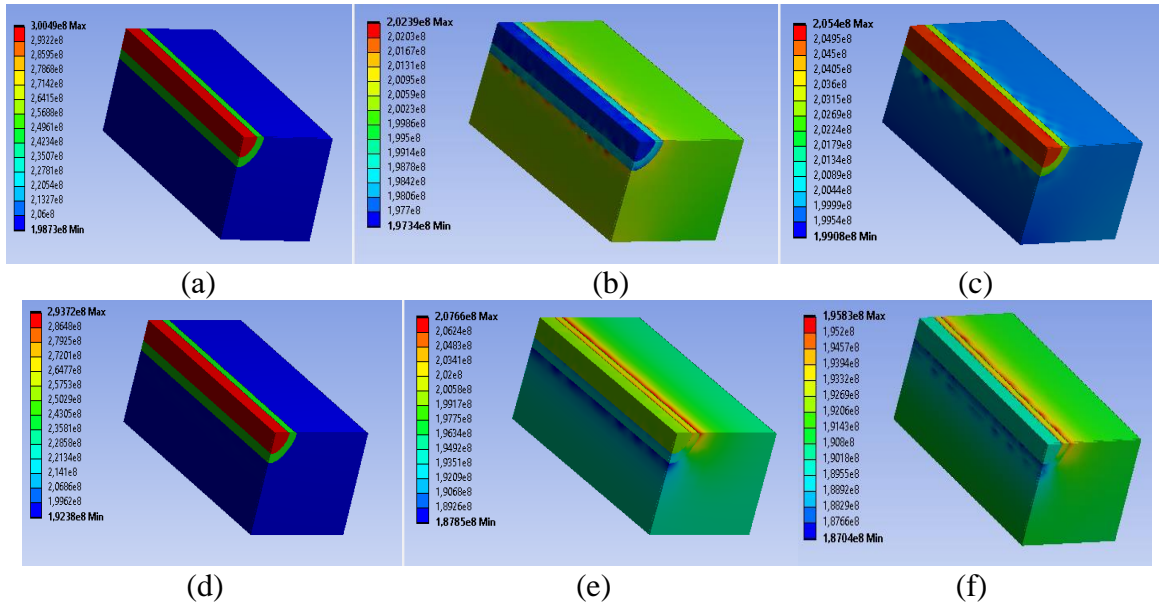 3,0049e8 Max
2,9322e8
2,8595e8
2,7868e8
2,7142e8
2,6415e8
2,5688e8
2,4961e8
2,4234e8
2,3507e8
2,2781e8
2,2054e8
2,1327e8
2,06e8
1,9873e8 Min
2,0239e8 Max
2,0203e8
2,0167e8
2,0131e8
2,0095e8
2,0059e8
2,0023e8
1,9986e8
1,995e8
1,9914e8
1,9878e8
1,9842e8
1,9806e8
1,977e8
1,9734e8 Min
2,054e8 Max
2,0495e8
2,045e8
2,0405e8
2,036e8
2,0315e8
2,0269e8
2,0224e8
2,0179e8
2,0134e8
2,0089e8
2,0044e8
1,9999e8
1,9954e8
1,9908e8 Min
(a)
(b)
(c)
2,9372e8 Max
2,8648e8
2,7925e8
2,7201e8
2,6477e8
2,5753e8
2,5029e8
2,4305e8
2,3581e8
2,2858e8
2,2134e8
2,141e8
2,0686e8
1,9962e8
1,9238e8 Min
2,0766e8 Max
2,0624e8
2,0483e8
2,0341e8
2,02e8
2,0058e8
1,9917e8
1,9775e8
1,9634e8
1,9492e8
1,9351e8
1,9209e8
1,9068e8
1,8926e8
1,8785e8 Min
1,9583e8 Max
1,952e8
1,9457e8
1,9394e8
1,9332e8
1,9269e8
1,9206e8
1,9143e8
1,908e8
1,9018e8
1,8955e8
1,8892e8
1,8829e8
1,8766e8
1,8704e8 Min
(d)
(e)
(f)